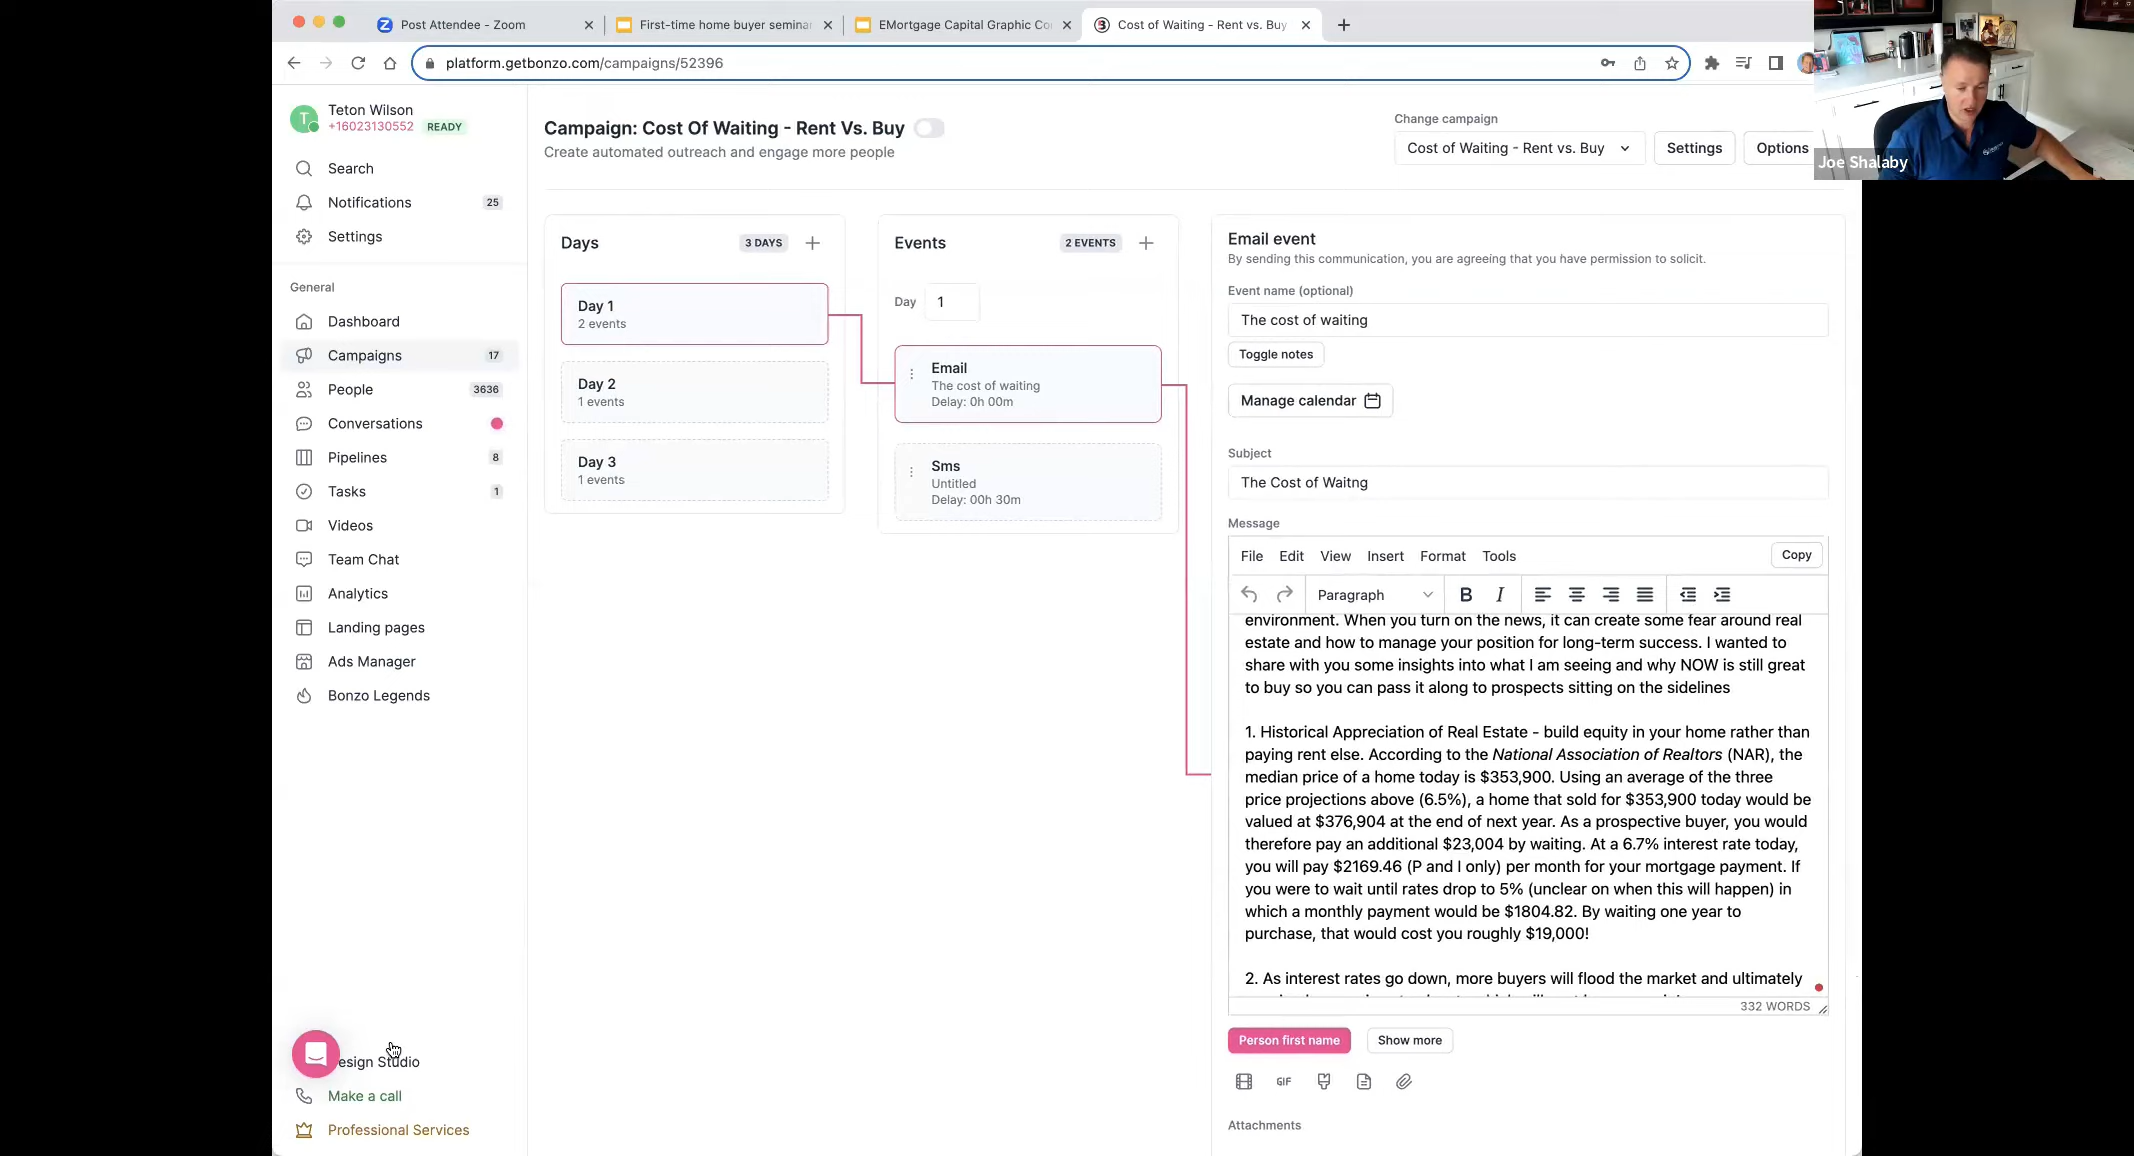 Post Attendee - Zoom
First-time home buyer seminar
EMortgage Capital Graphic Co
Cost of Waiting - Rent vs. Buy
platform.getbonzo.com/campaigns/52396
Teton Wilson
+16023130552 READY
Search
Notifications 25
Settings
General
Dashboard
Campaigns 17
People 3636
Conversations
Pipelines 8
Tasks 1
Videos
Team Chat
Analytics
Landing pages
Ads Manager
Bonzo Legends
esign Studio
Make a call
Professional Services
Campaign: Cost Of Waiting - Rent Vs. Buy
Create automated outreach and engage more people
Change campaign
Cost of Waiting - Rent vs. Buy
Settings
Options
Joe Shalaby
Days 3 DAYS
Day 1
2 events
Day 2
1 events
Day 3
1 events
Events 2 EVENTS
Day 1
Email
The cost of waiting
Delay: 0h 00m
Sms
Untitled
Delay: 00h 30m
Email event
By sending this communication, you are agreeing that you have permission to solicit.
Event name (optional)
The cost of waiting
Toggle notes
Manage calendar
Subject
The Cost of Waitng
Message
File Edit View Insert Format Tools Copy
Paragraph B I
environment. When you turn on the news, it can create some fear around real
estate and how to manage your position for long-term success. I wanted to
share with you some insights into what I am seeing and why NOW is still great
to buy so you can pass it along to prospects sitting on the sidelines
1. Historical Appreciation of Real Estate - build equity in your home rather than
paying rent else. According to the National Association of Realtors (NAR), the
median price of a home today is $353,900. Using an average of the three
price projections above (6.5%), a home that sold for $353,900 today would be
valued at $376,904 at the end of next year. As a prospective buyer, you would
therefore pay an additional $23,004 by waiting. At a 6.7% interest rate today,
you will pay $2169.46 (P and I only) per month for your mortgage payment. If
you were to wait until rates drop to 5% (unclear on when this will happen) in
which a monthly payment would be $1804.82. By waiting one year to
purchase, that would cost you roughly $19,000!
2. As interest rates go down, more buyers will flood the market and ultimately
332 WORDS
Person first name
Show more
GIF
Attachments